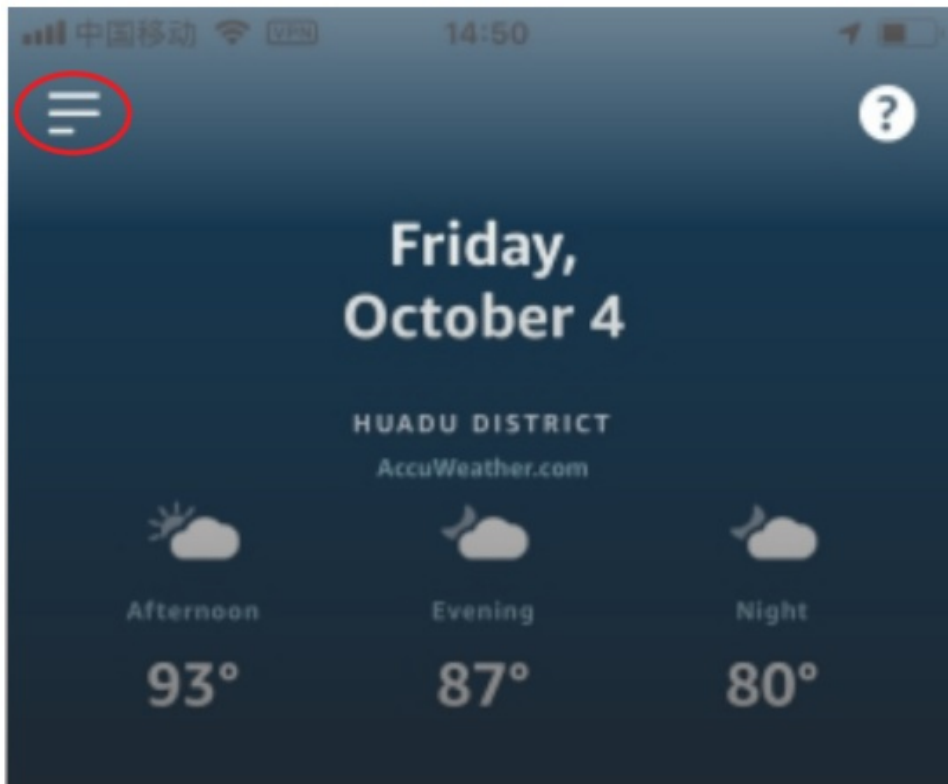 中国移动 VPN 14:50
?
Friday,
October 4
HUADU DISTRICT
AccuWeather.com
Afternoon Evening Night
93° 87° 80°